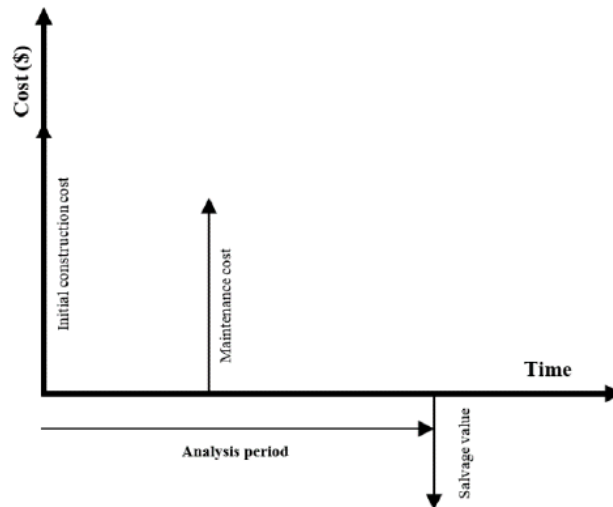 Cost ($)
Initial construction cost
Maintenance cost
Time
Analysis period
Salvage value